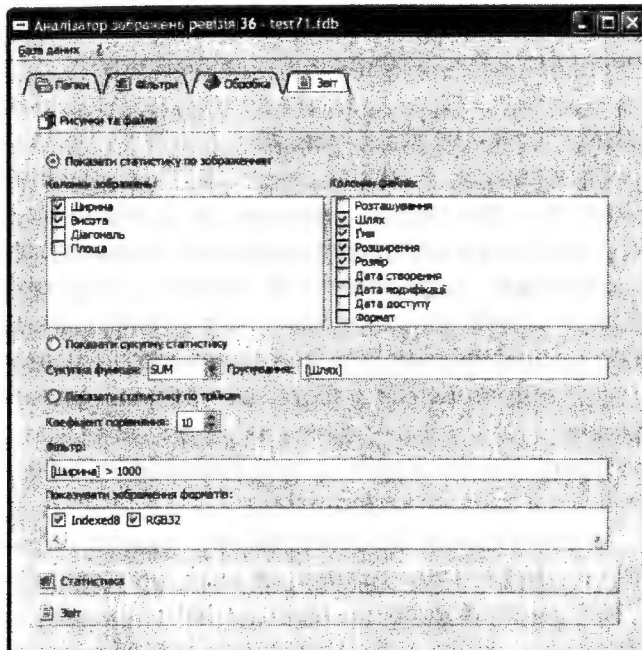 Аналізатор зображень ревізія 36 - test71.fdb
База даних ?
Папки Фільтри Обробка Звіт
Рисунки та файли
Показати статистику по зображенням
Колонки зображень: Колонки файлів:
Ширина
Висота
Діагональ
Площа
Розташування
Шлях
Ім'я
Розширення
Розмір
Дата створення
Дата модифікації
Дата доступу
Формат
Показати сукупну статистику
Сукупна функція: SUM Групування: [Шлях]
Показати статистику по трійкам
Коефіцієнт порівняння: 10
Фільтр:
[Ширина] > 1000
Показувати зображення форматів:
Indexed8 RGB32
Статистика
Звіт